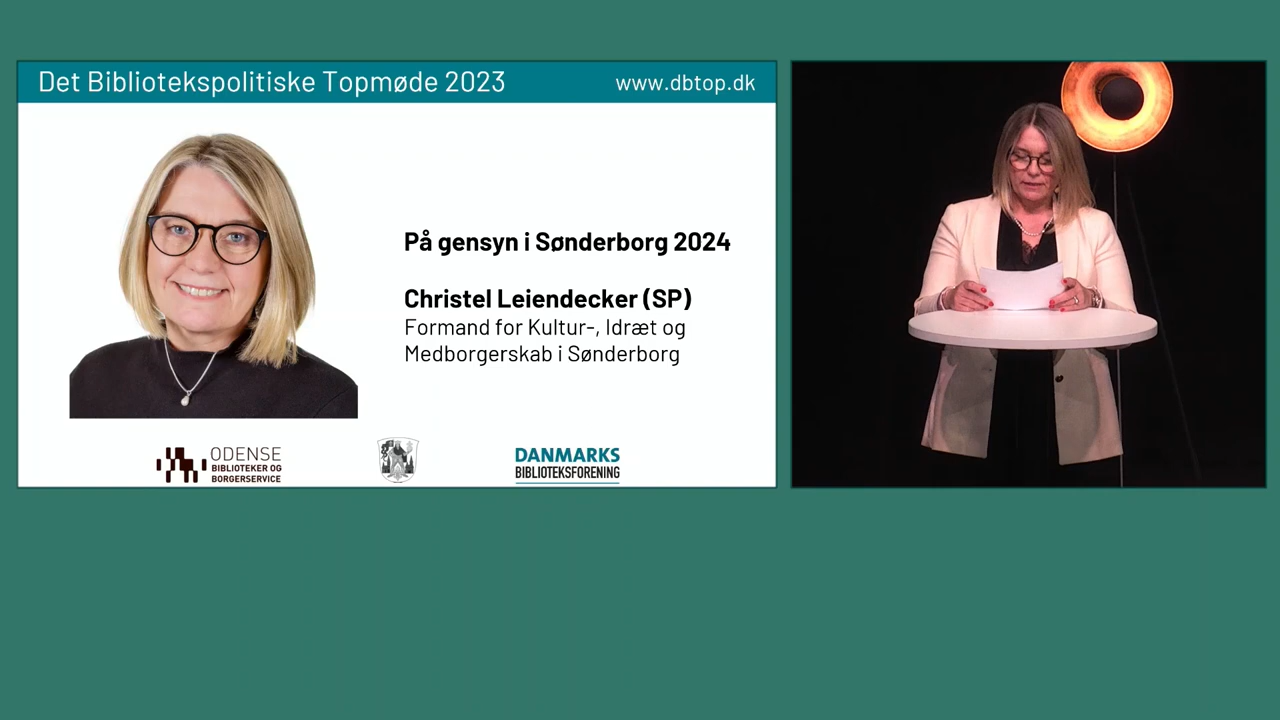 Det Bibliotekspolitiske Topmøde 2023
www.dbtop.dk
På gensyn i Sønderborg 2024
Christel Leiendecker (SP)
Formand for Kultur-, Idræt og
Medborgerskab i Sønderborg
ODENSE
BIBLIOTEKER OG
BORGERSERVICE
DANMARKS
BIBLIOTEKSFORENING